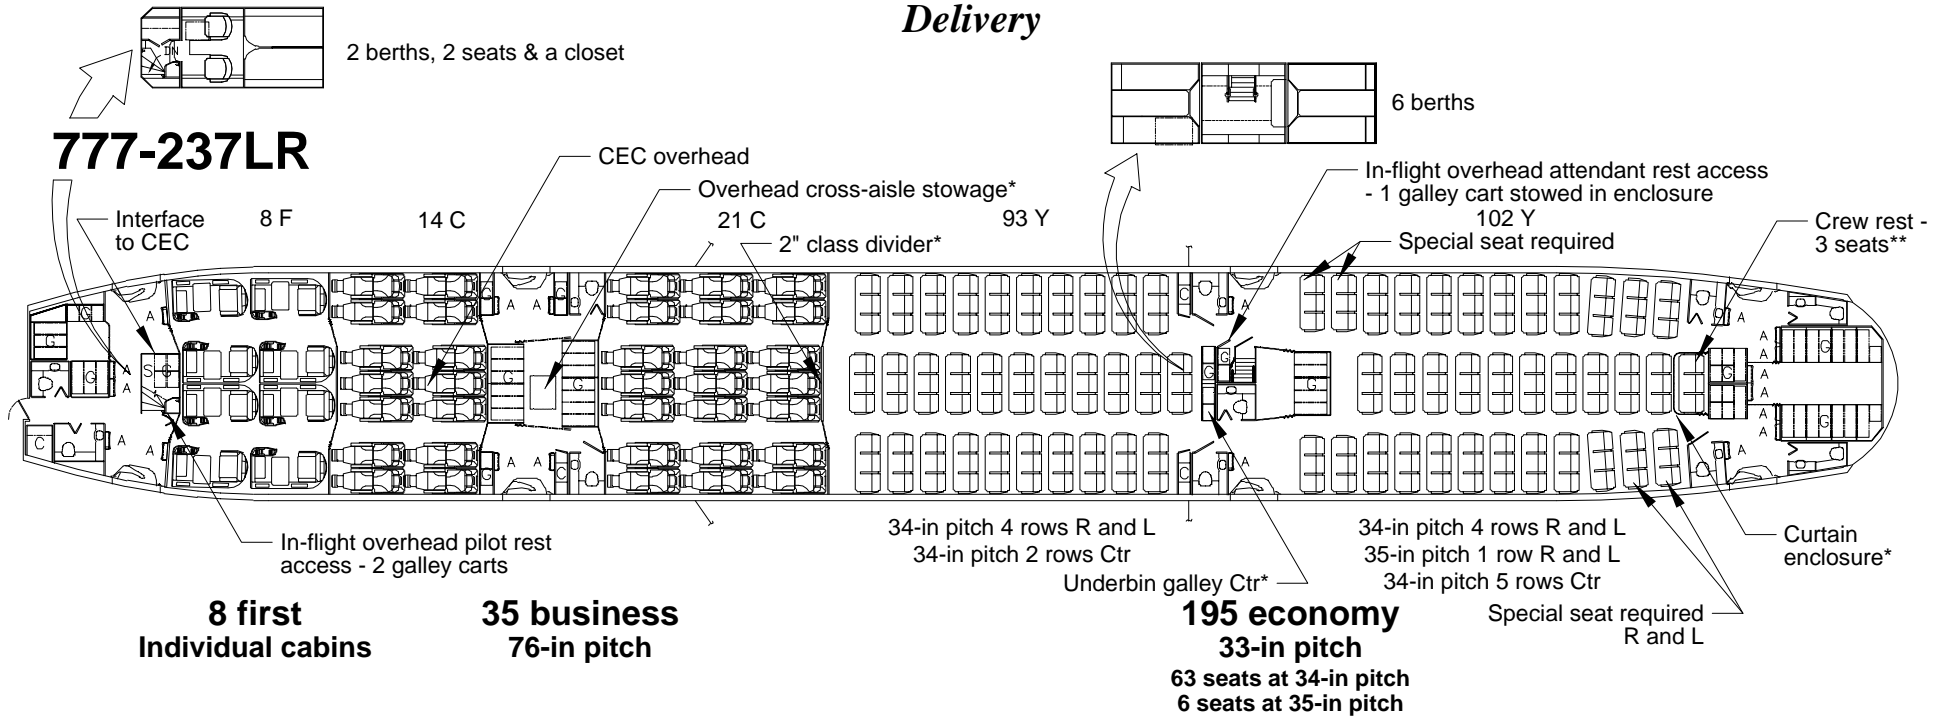 Delivery
2 berths, 2 seats & a closet
DN
6 berths
777-237LR
CEC overhead
Overhead cross-aisle stowage*
In-flight overhead attendant rest access
- 1 galley cart stowed in enclosure
Interface
to CEC
8 F
14 C
21 C
93 Y
102 Y
2" class divider*
Special seat required
Crew rest -
3 seats**
34-in pitch 4 rows R and L
34-in pitch 2 rows Ctr
34-in pitch 4 rows R and L
35-in pitch 1 row R and L
34-in pitch 5 rows Ctr
Curtain
enclosure*
In-flight overhead pilot rest
access - 2 galley carts
Underbin galley Ctr*
8 first
Individual cabins
35 business
76-in pitch
195 economy
33-in pitch
63 seats at 34-in pitch
6 seats at 35-in pitch
Special seat required
R and L